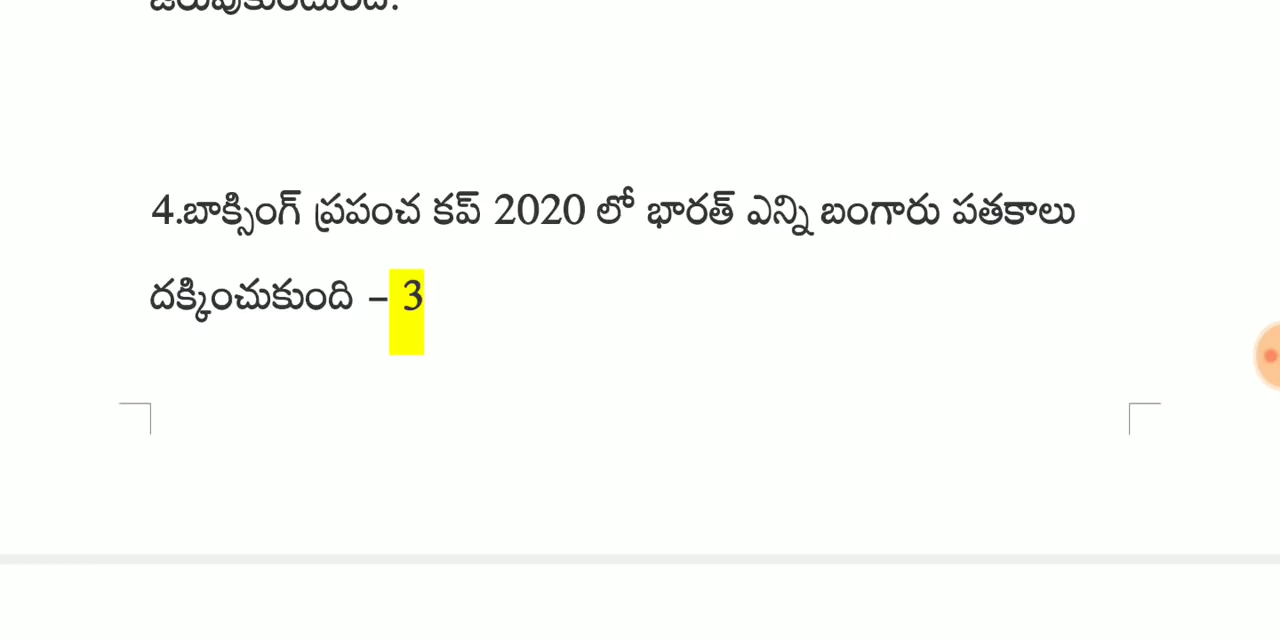 4.బాక్సింగ్ ప్రపంచ కప్ 2020 లో భారత్ ఎన్ని బంగారు పతకాలు
దక్కించుకుంది – 3